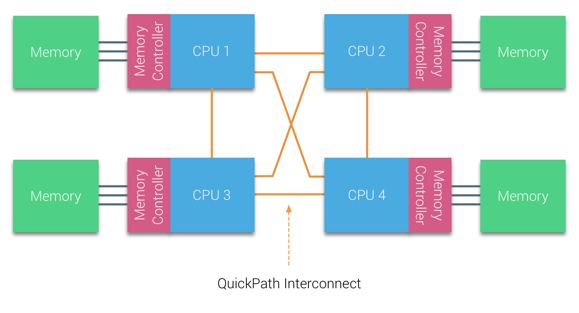 Memory
Memory
Controller
CPU 1
CPU 2
Memory
Controller
Memory
Memory
Memory
Controller
CPU 3
CPU 4
Memory
Controller
Memory
QuickPath Interconnect